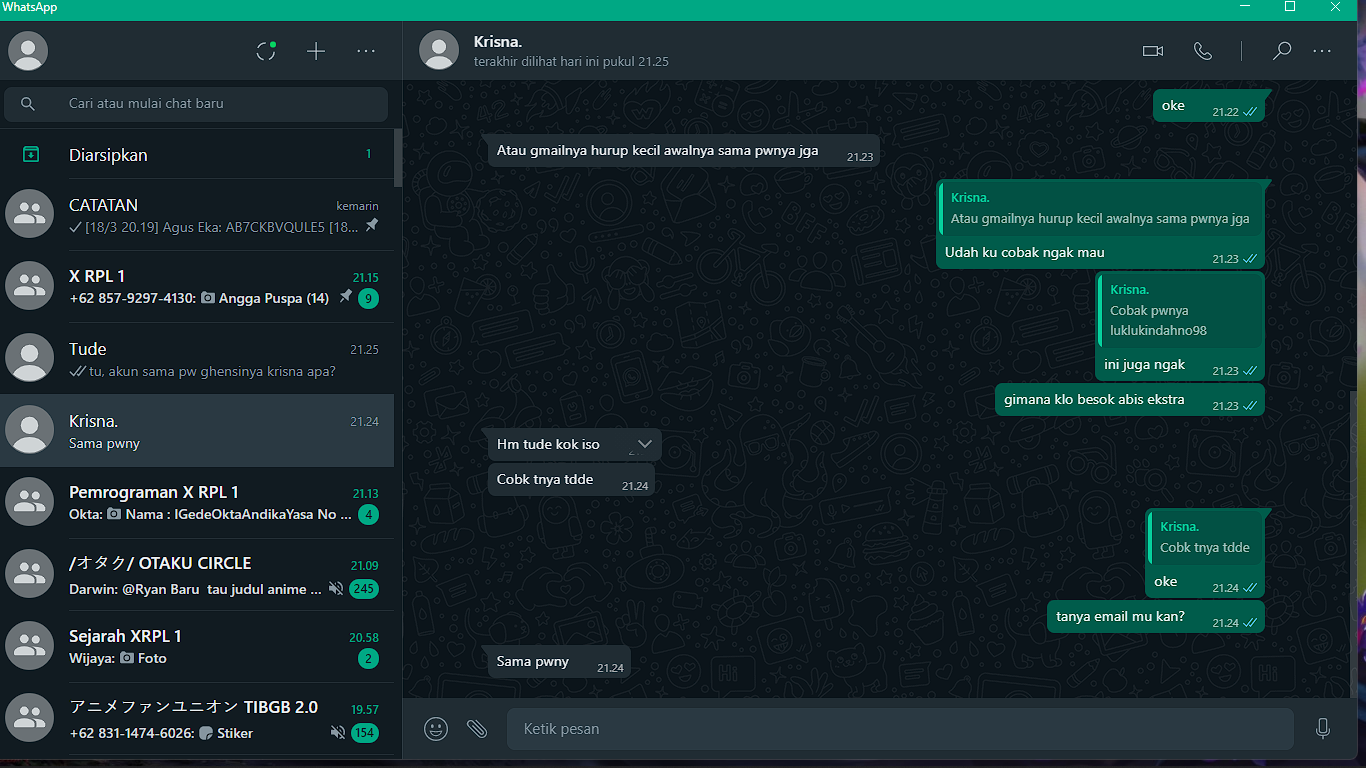 WhatsApp
Cari atau mulai chat baru
Diarsipkan 1
CATATAN kemarin
[18/3 20.19] Agus Eka: AB7CKBVQULE5 [18...
X RPL 1 21.15
+62 857-9297-4130: Angga Puspa (14) 9
Tude 21.25
tu, akun sama pw ghensinya krisna apa?
Krisna. 21.24
Sama pwny
Pemrograman X RPL 1 21.13
Okta: Nama : IGedeOktaAndikaYasa No ... 4
/オタク/ OTAKU CIRCLE 21.09
Darwin: @Ryan Baru tau judul anime ... 245
Sejarah XRPL 1 20.58
Wijaya: Foto 2
アニメファンユニオン TIBGB 2.0 19.57
+62 831-1474-6026: Stiker 154
Krisna.
terakhir dilihat hari ini pukul 21.25
oke 21.22
Atau gmailnya hurup kecil awalnya sama pwnya jga 21.23
Krisna.
Atau gmailnya hurup kecil awalnya sama pwnya jga
Udah ku cobak ngak mau 21.23
Krisna.
Cobak pwnya
luklukindahno98
ini juga ngak 21.23
gimana klo besok abis ekstra 21.23
Hm tude kok iso
Cobk tnya tdde 21.24
Krisna.
Cobk tnya tdde
oke 21.24
tanya email mu kan? 21.24
Sama pwny 21.24
Ketik pesan